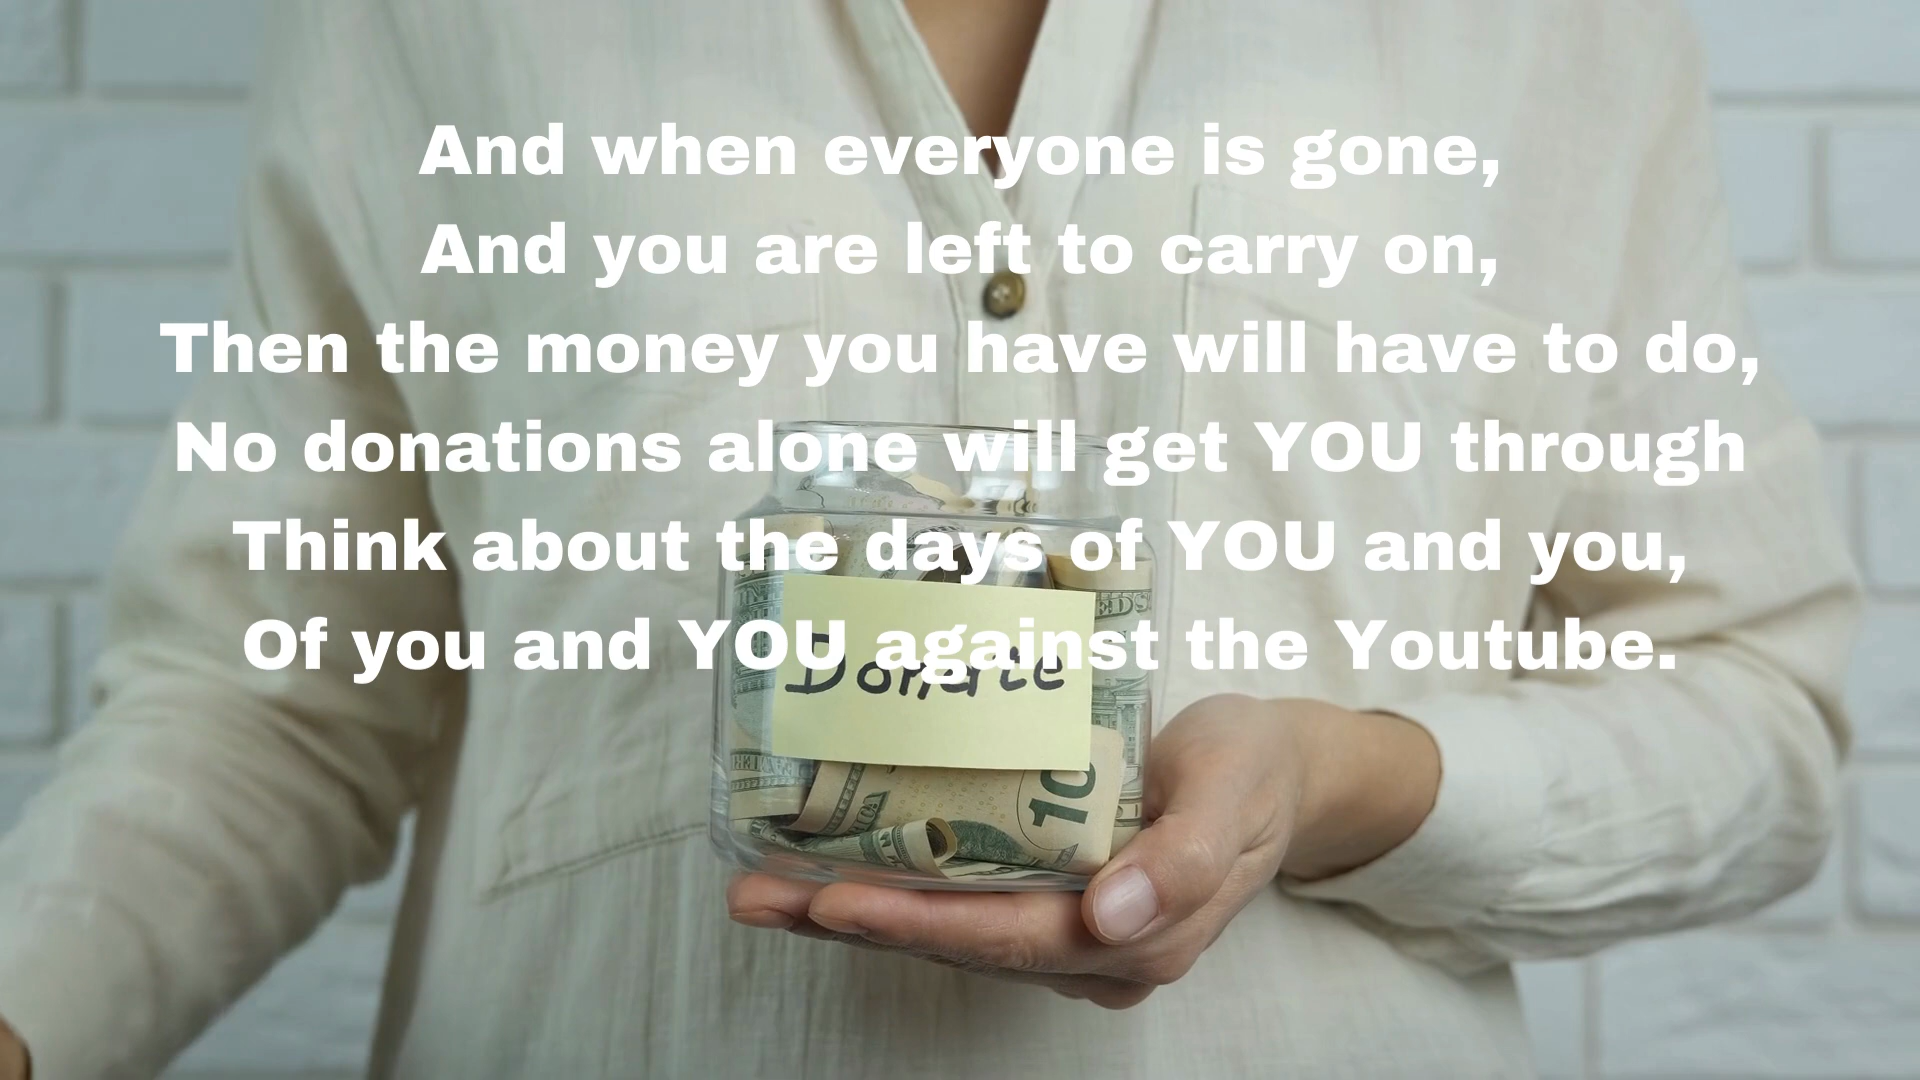 And when everyone is gone,
And you are left to carry on,
Then the money you have will have to do,
No donations alone will get YOU through
Think about the days of YOU and you,
Of you and YOU against the Youtube.
Donate
10